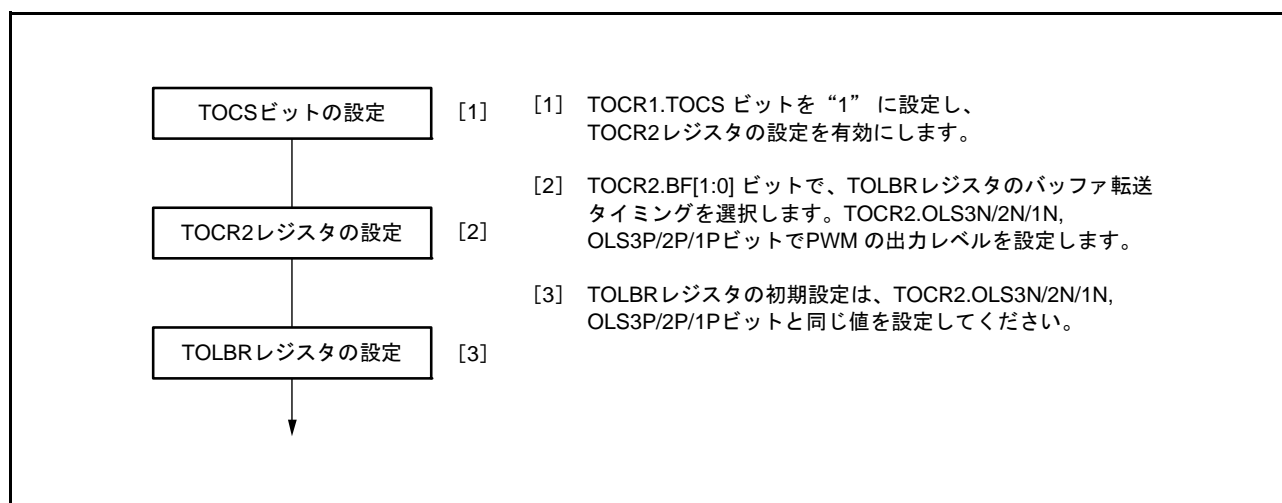 TOCSビットの設定
[1]
TOCR2レジスタの設定
[2]
TOLBRレジスタの設定
[3]
[1] TOCR1.TOCS ビットを“1” に設定し、
TOCR2レジスタの設定を有効にします。
[2] TOCR2.BF[1:0] ビットで、TOLBRレジスタのバッファ転送
タイミングを選択します。TOCR2.OLS3N/2N/1N,
OLS3P/2P/1PビットでPWM の出力レベルを設定します。
[3] TOLBRレジスタの初期設定は、TOCR2.OLS3N/2N/1N,
OLS3P/2P/1Pビットと同じ値を設定してください。